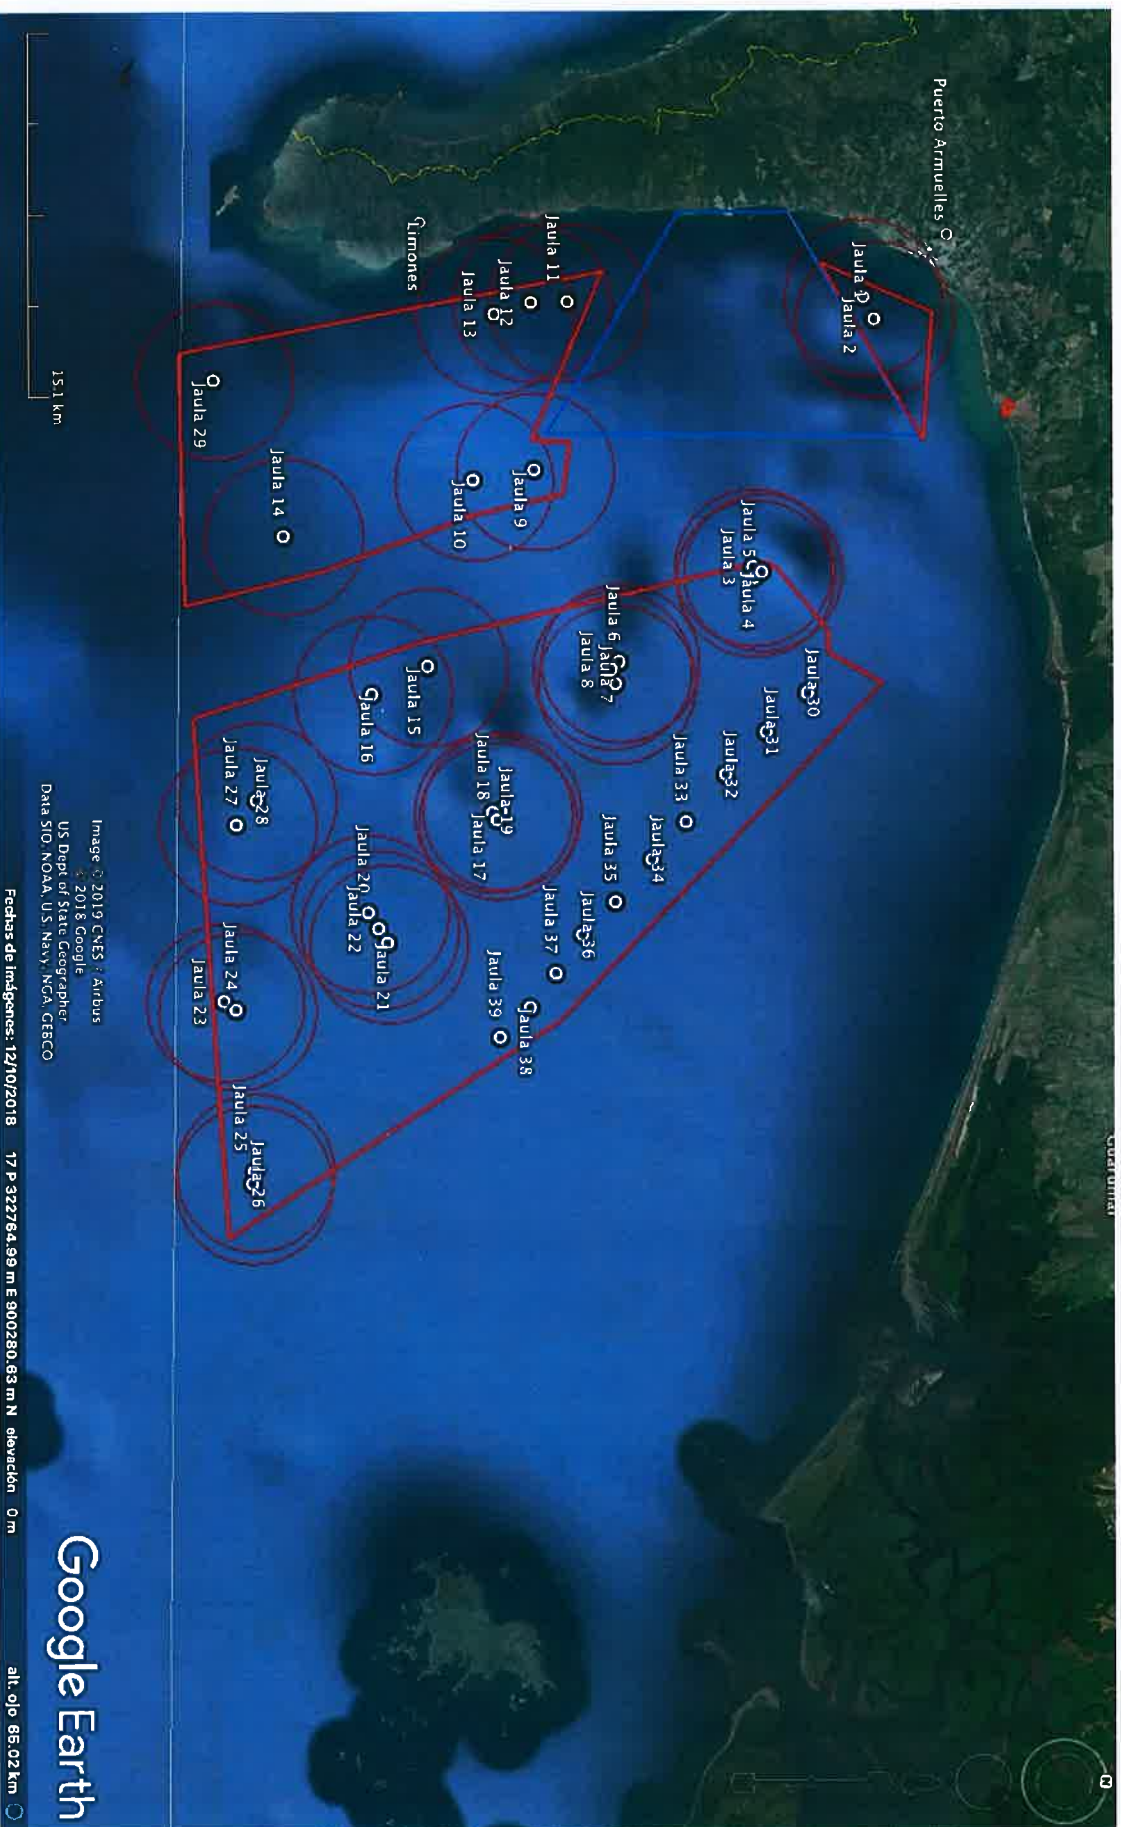 Guarumal
Puerto Armuelles
Jaula 1
Jaula 2
Jaula 30
Jaula 31
Jaula 5
Jaula 4
Jaula 3
Jaula 32
Jaula 33
Jaula 34
Jaula 6
Jaula 7
Jaula 8
Jaula 35
Jaula 36
Jaula 37
Jaula 11
Jaula 12
Jaula 13
Jaula 9
Jaula 10
Jaula 38
Jaula 39
Jaula 19
Jaula 18
Jaula 17
Limones
Jaula 15
Jaula 16
Jaula 20
Jaula 21
Jaula 22
Jaula 14
Jaula 28
Jaula 27
Jaula 26
Jaula 25
Jaula 24
Jaula 23
Jaula 29
15.1 km
Image © 2019 CNES / Airbus
US Dept of State Geographer
© 2018 Google
Data SIO, NOAA, U.S. Navy, NGA, GEBCO
Google Earth
Fechas de imágenes: 12/10/2018 17 P 322764.99 m E 900280.63 m N elevación 0 m alt. ojo 65.02 km
N